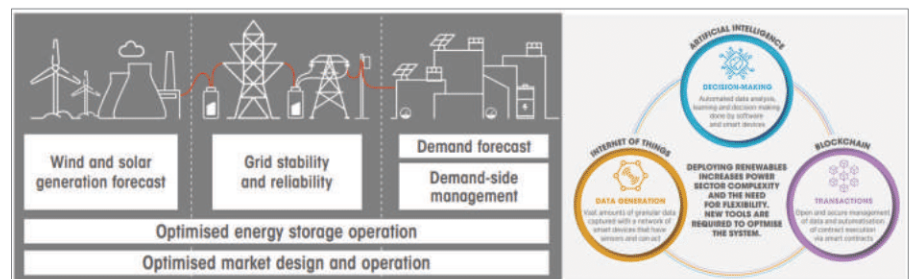 Wind and solar
generation forecast
Grid stability
and reliability
Demand forecast
Demand-side
management
Optimised energy storage operation
Optimised market design and operation
ARTIFICIAL INTELLIGENCE
DECISION-MAKING
Automated data analysis,
learning and decision making
done by software
and smart devices
INTERNET OF THINGS
DATA GENERATION
Vast amounts of granular data
captured with a network of
smart devices that have
sensors and can act
DEPLOYING RENEWABLES
INCREASES POWER
SECTOR COMPLEXITY
AND THE NEED
FOR FLEXIBILITY.
NEW TOOLS ARE
REQUIRED TO OPTIMISE
THE SYSTEM.
BLOCKCHAIN
TRANSACTIONS
Open and secure management
of data and automatisation
of contract execution
via smart contracts